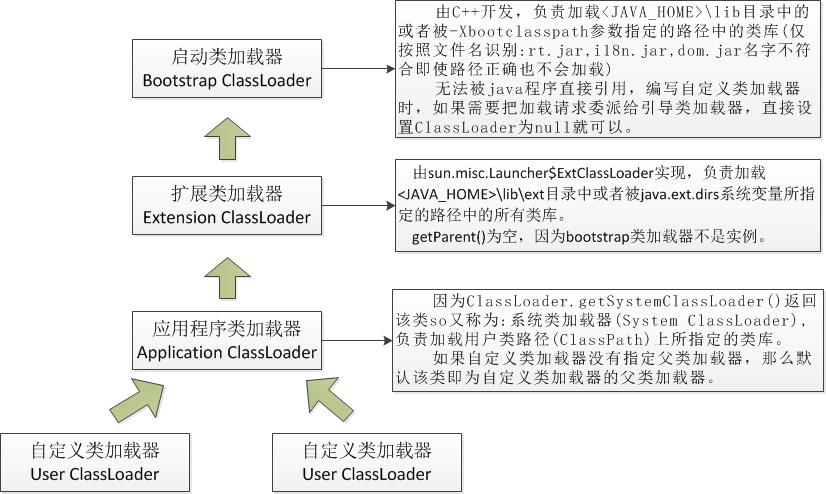 启动类加载器
Bootstrap ClassLoader
由C++开发，负责加载<JAVA_HOME>\lib目录中的
或者被-Xbootclasspath参数指定的路径中的类库(仅
按照文件名识别:rt.jar,i18n.jar,dom.jar名字不符
合即使路径正确也不会加载)
无法被java程序直接引用，编写自定义类加载器
时，如果需要把加载请求委派给引导类加载器，直接设
置ClassLoader为null就可以。
扩展类加载器
Extension ClassLoader
由sun.misc.Launcher$ExtClassLoader实现，负责加载
<JAVA_HOME>\lib\ext目录中或者被java.ext.dirs系统变量所指
定的路径中的所有类库。
getParent()为空，因为bootstrap类加载器不是实例。
应用程序类加载器
Application ClassLoader
因为ClassLoader.getSystemClassLoader()返回
该类so又称为:系统类加载器(System ClassLoader),
负责加载用户类路径(ClassPath)上所指定的类库。
如果自定义类加载器没有指定父类加载器，那么默
认该类即为自定义类加载器的父类加载器。
自定义类加载器
User ClassLoader
自定义类加载器
User ClassLoader